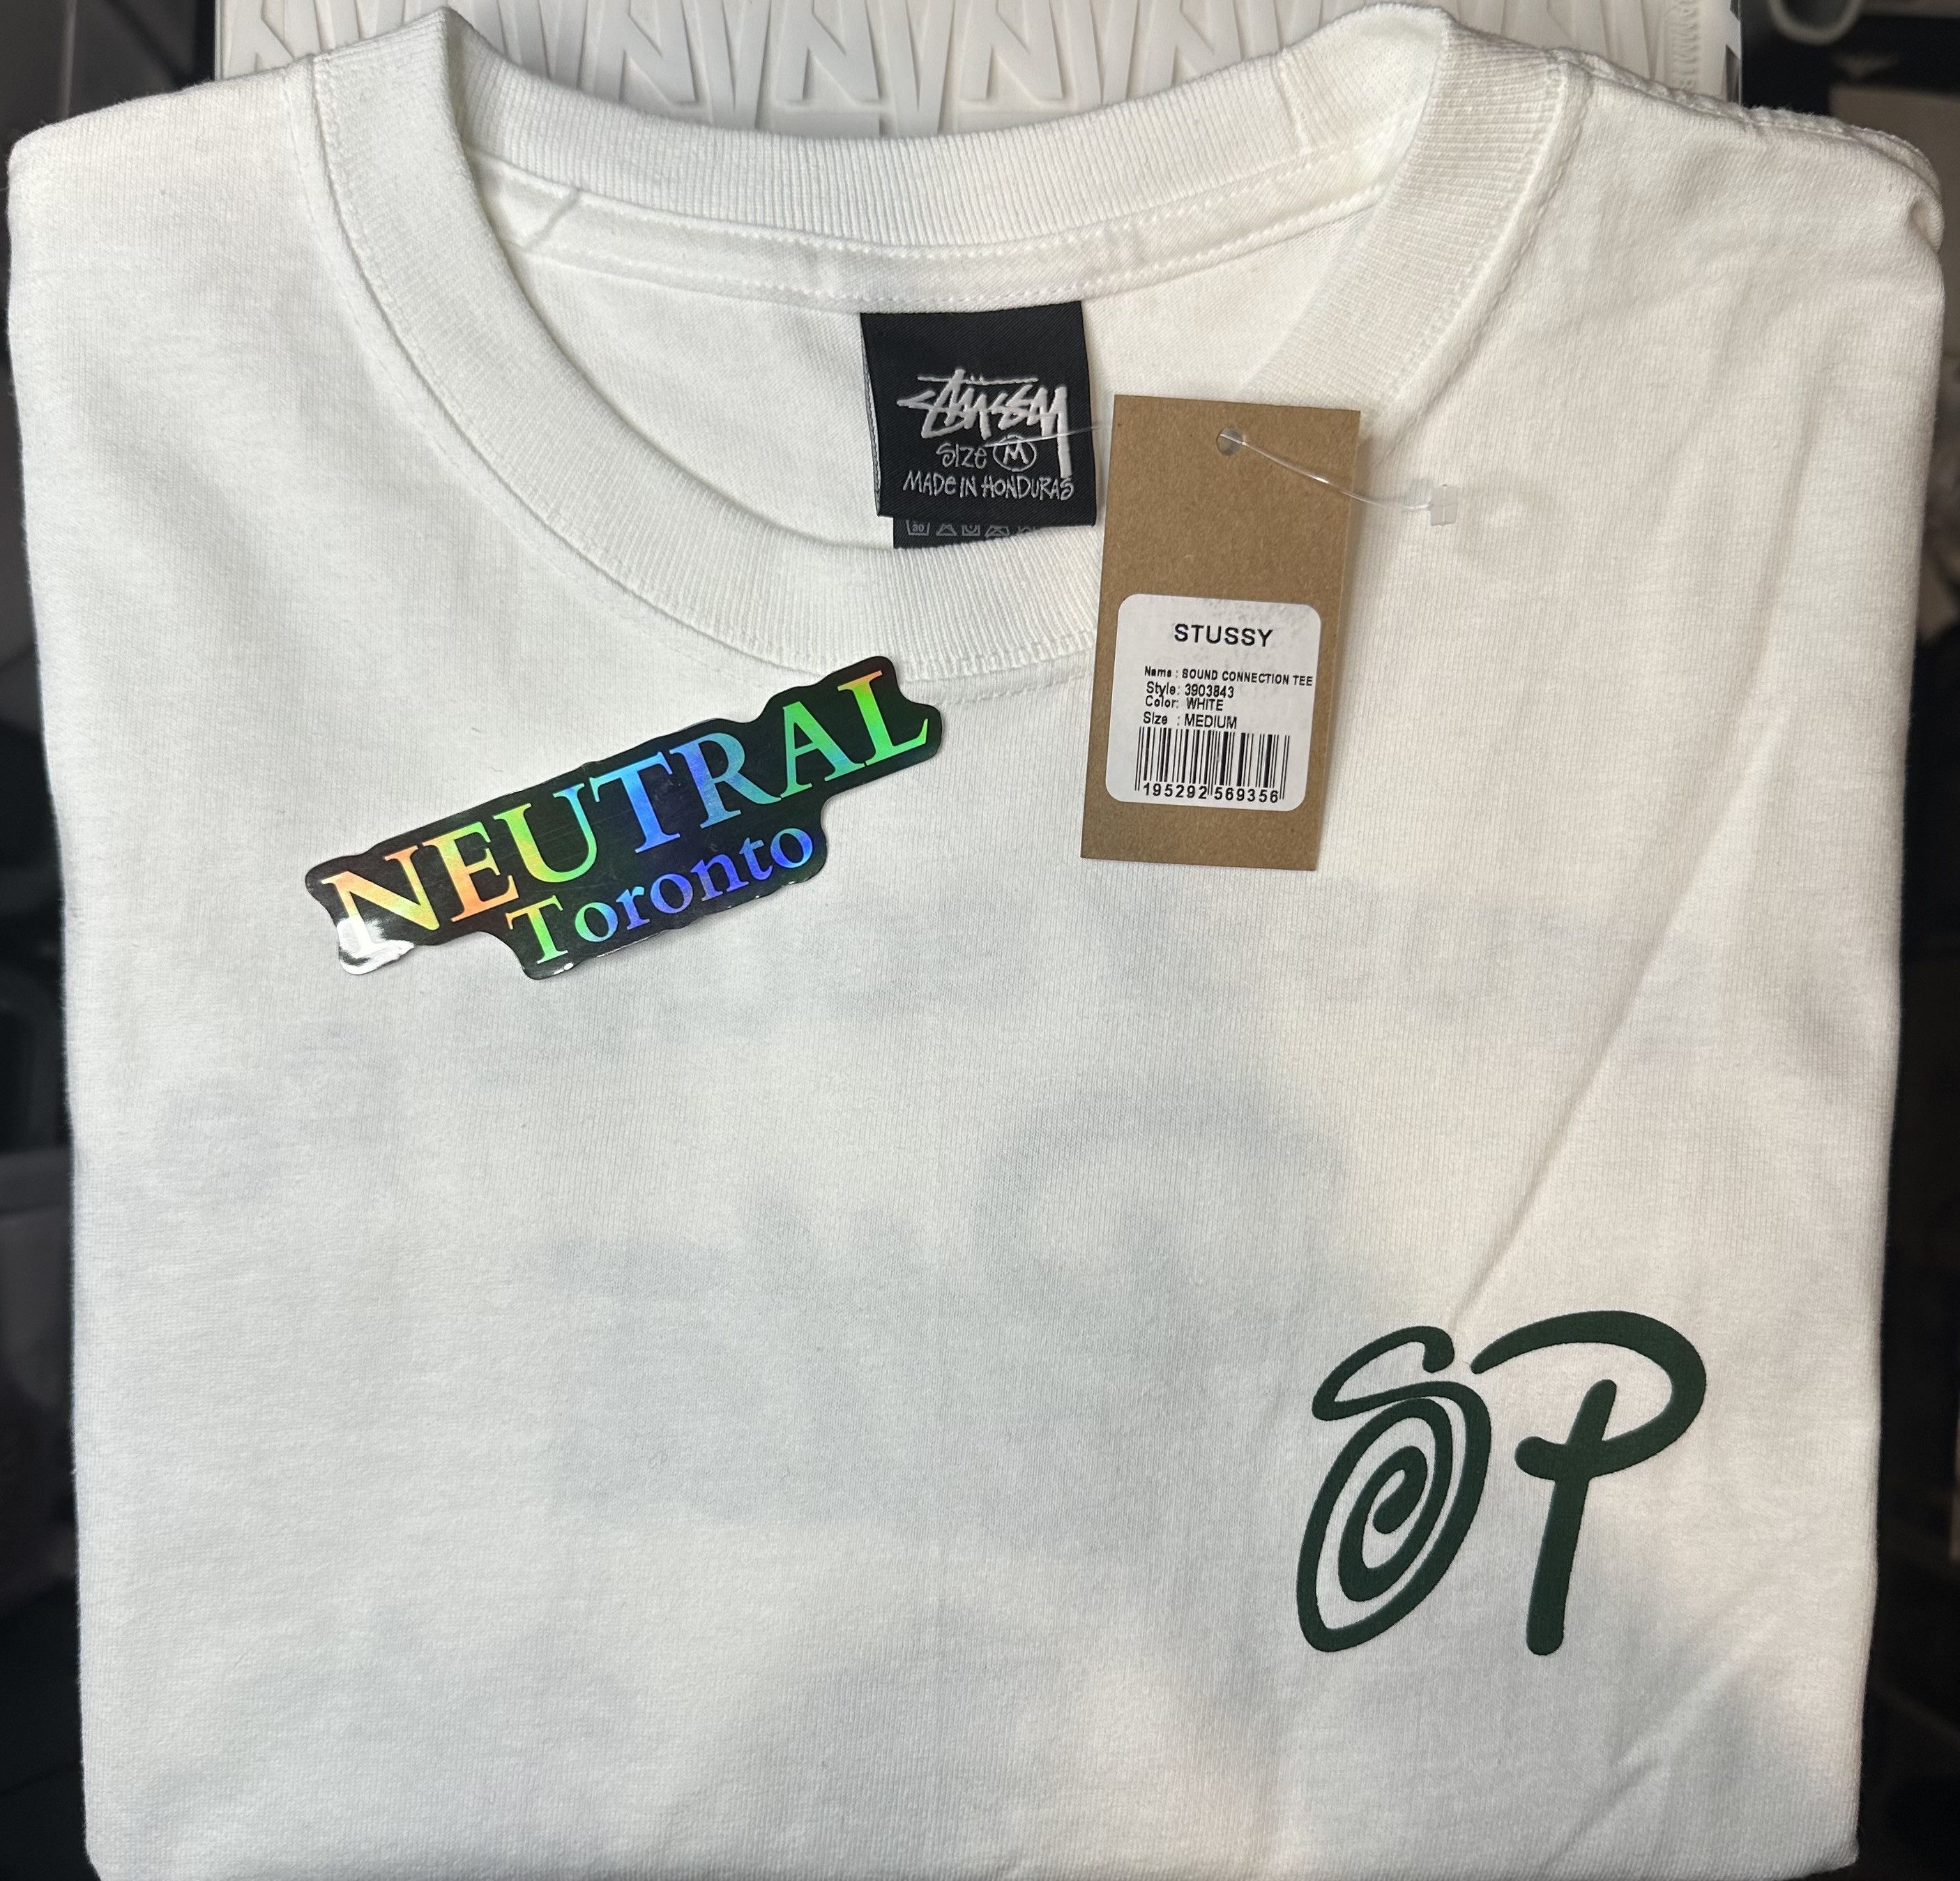 STÜSSY
SIZE M
MADE IN HONDURAS
30
STUSSY
Name : SOUND CONNECTION TEE
Style: 3903843
Color: WHITE
Size : MEDIUM
195292 569356
NEUTRAL
Toronto
SP